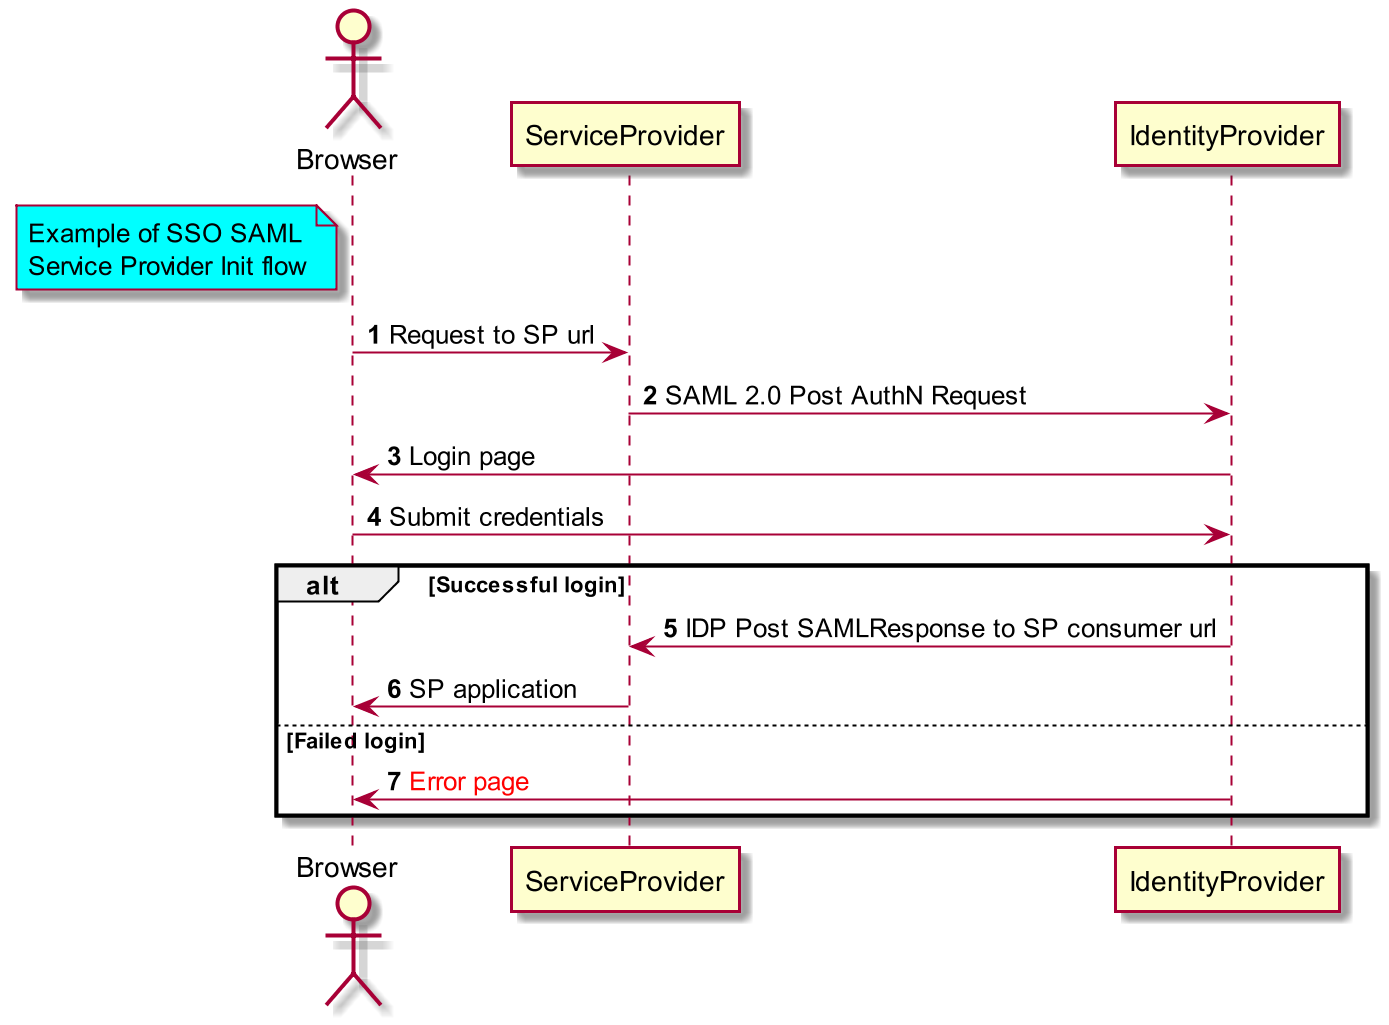 Browser
ServiceProvider
IdentityProvider
Example of SSO SAML
Service Provider Init flow
1 Request to SP url
2 SAML 2.0 Post AuthN Request
3 Login page
4 Submit credentials
alt [Successful login]
5 IDP Post SAMLResponse to SP consumer url
6 SP application
[Failed login]
7 Error page
Browser
ServiceProvider
IdentityProvider